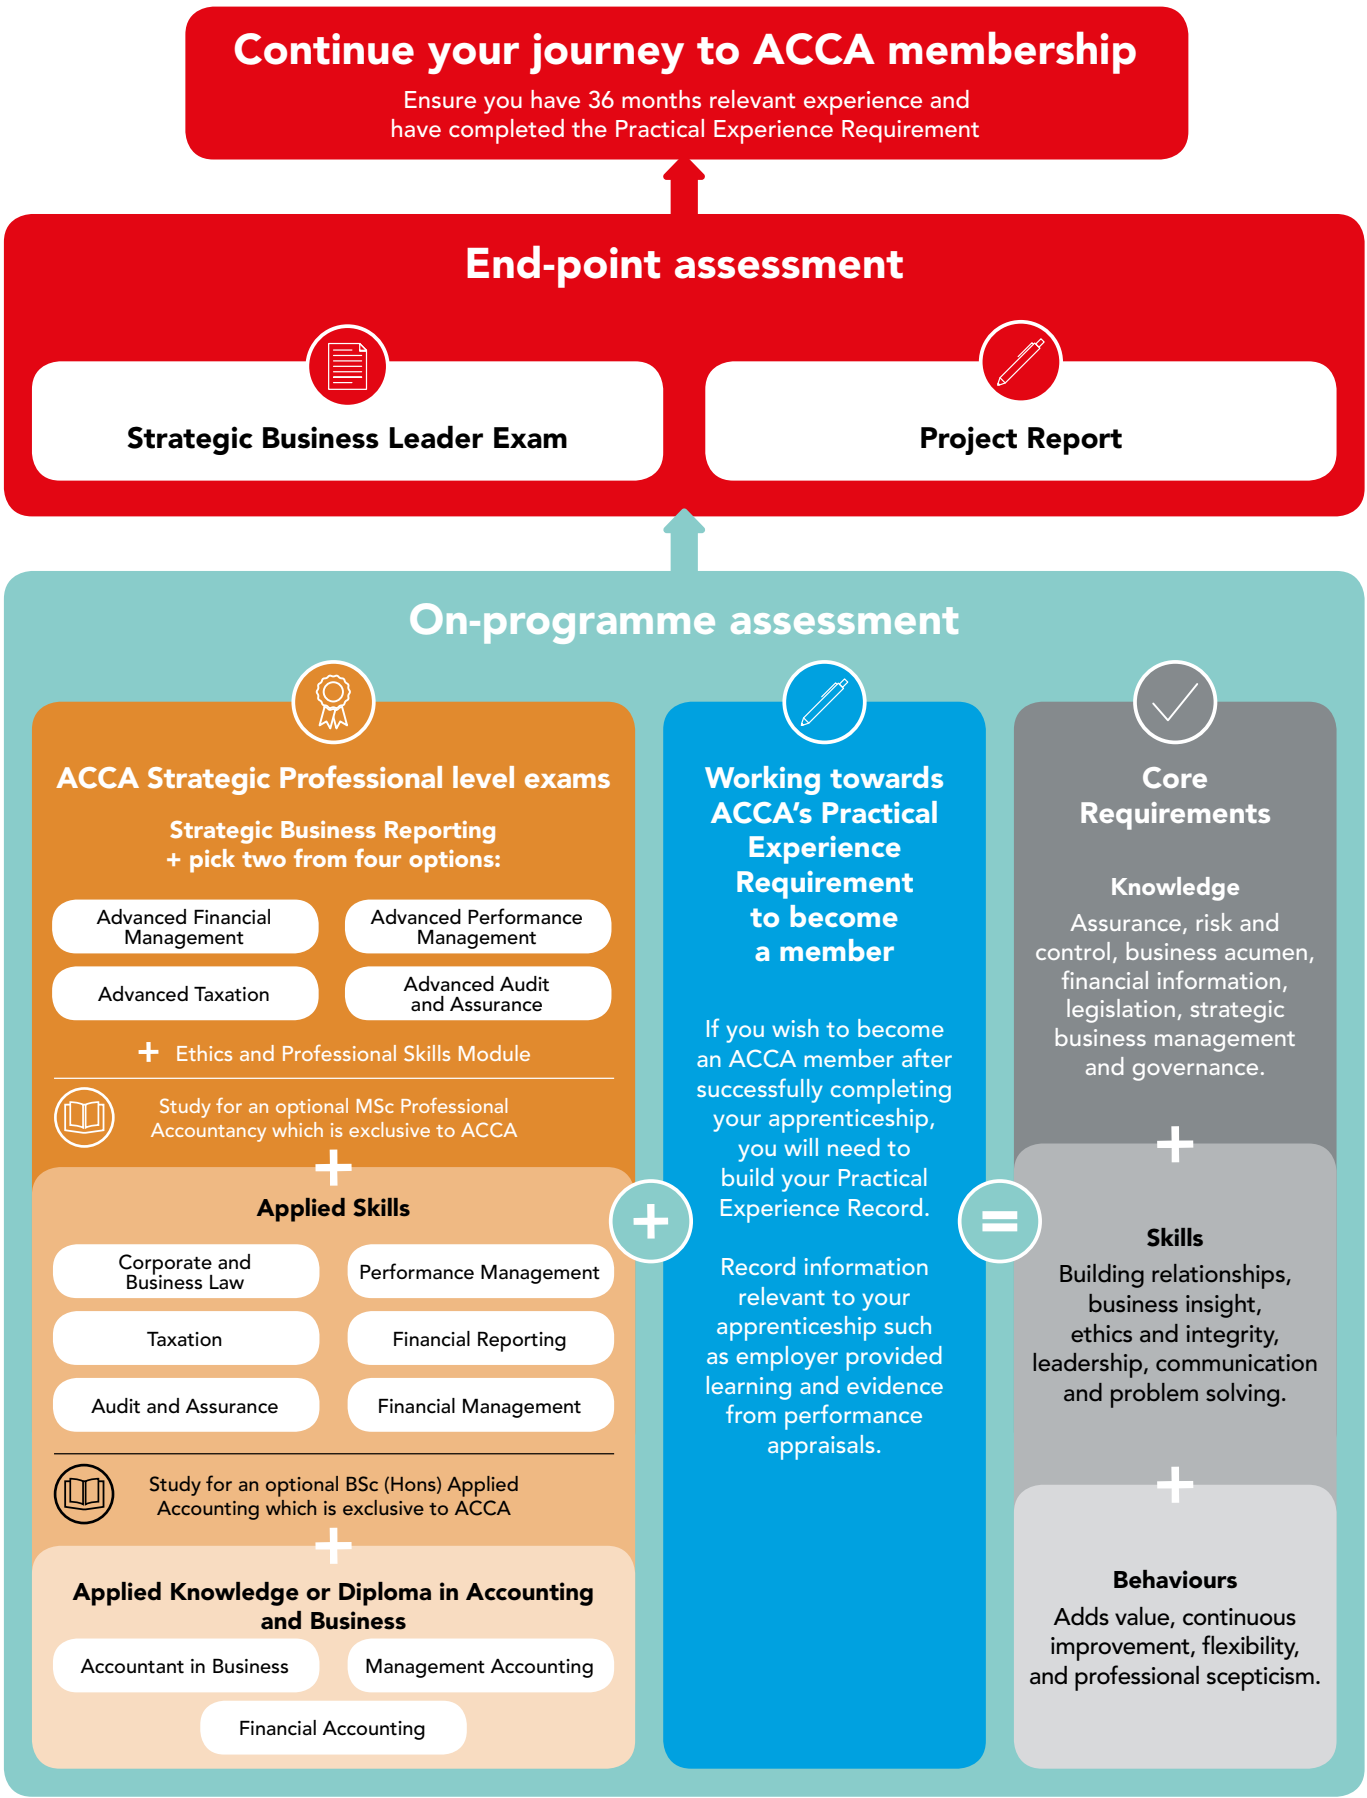 Continue your journey to ACCA membership
Ensure you have 36 months relevant experience and
have completed the Practical Experience Requirement
End-point assessment
Strategic Business Leader Exam
Project Report
On-programme assessment
ACCA Strategic Professional level exams
Strategic Business Reporting
+ pick two from four options:
Advanced Financial
Management
Advanced Performance
Management
Advanced Taxation
Advanced Audit
and Assurance
+ Ethics and Professional Skills Module
Study for an optional MSc Professional
Accountancy which is exclusive to ACCA
+
Applied Skills
Corporate and
Business Law
Performance Management
Taxation
Financial Reporting
Audit and Assurance
Financial Management
Study for an optional BSc (Hons) Applied
Accounting which is exclusive to ACCA
+
Applied Knowledge or Diploma in Accounting
and Business
Accountant in Business
Management Accounting
Financial Accounting
+
Working towards
ACCA’s Practical
Experience
Requirement
to become
a member
If you wish to become
an ACCA member after
successfully completing
your apprenticeship,
you will need to
build your Practical
Experience Record.
Record information
relevant to your
apprenticeship such
as employer provided
learning and evidence
from performance
appraisals.
=
Core
Requirements
Knowledge
Assurance, risk and
control, business acumen,
financial information,
legislation, strategic
business management
and governance.
+
Skills
Building relationships,
business insight,
ethics and integrity,
leadership, communication
and problem solving.
+
Behaviours
Adds value, continuous
improvement, flexibility,
and professional scepticism.